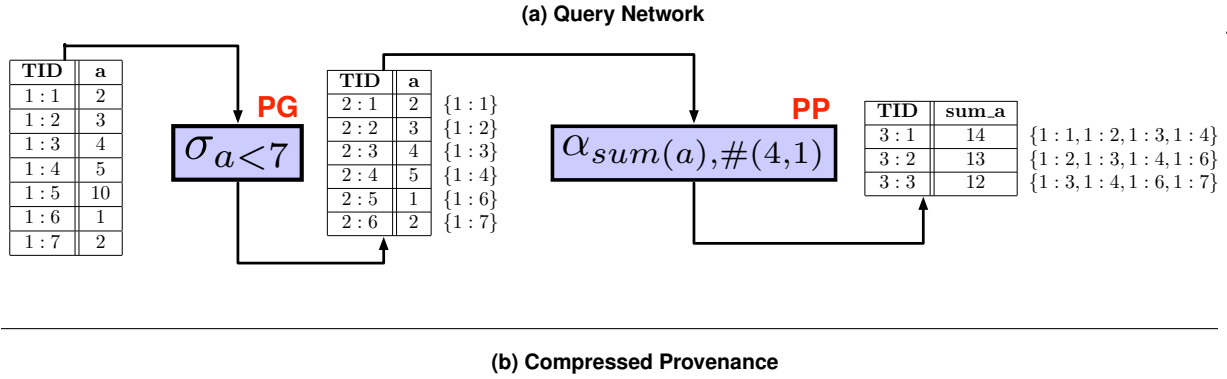 (a) Query Network
TID a
1 : 1 2
1 : 2 3
1 : 3 4
1 : 4 5
1 : 5 10
1 : 6 1
1 : 7 2
PG
σa<7
TID a
2 : 1 2 {1 : 1}
2 : 2 3 {1 : 2}
2 : 3 4 {1 : 3}
2 : 4 5 {1 : 4}
2 : 5 1 {1 : 6}
2 : 6 2 {1 : 7}
PP
αsum(a),#(4,1)
TID sum_a
3 : 1 14 {1 : 1, 1 : 2, 1 : 3, 1 : 4}
3 : 2 13 {1 : 2, 1 : 3, 1 : 4, 1 : 6}
3 : 3 12 {1 : 3, 1 : 4, 1 : 6, 1 : 7}
(b) Compressed Provenance